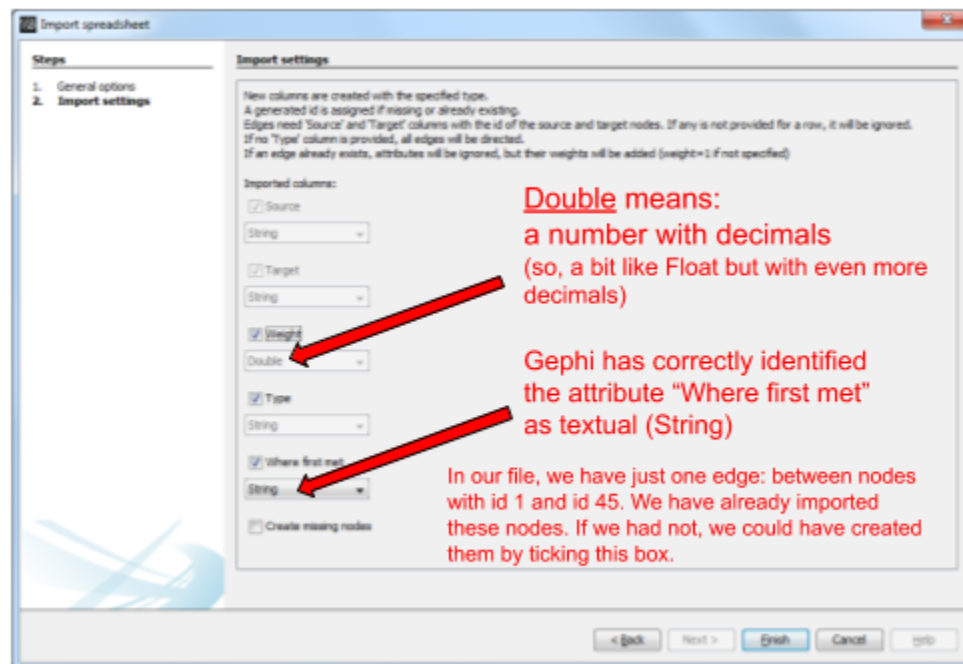 Import spreadsheet
Steps
1. General options
2. Import settings
Import settings
New columns are created with the specified type.
A generated id is assigned if missing or already existing.
Edges need 'Source' and 'Target' columns with the id of the source and target nodes. If any is not provided for a row, it will be ignored.
If no 'Type' column is provided, all edges will be directed.
If an edge already exists, attributes will be ignored, but their weights will be added (weight=1 if not specified)
Imported columns:
Source
String
Target
String
Weight
Double
Type
String
Where first met
String
Create missing nodes
Double means:
a number with decimals
(so, a bit like Float but with even more
decimals)
Gephi has correctly identified
the attribute “Where first met”
as textual (String)
In our file, we have just one edge: between nodes
with id 1 and id 45. We have already imported
these nodes. If we had not, we could have created
them by ticking this box.
< Back
Next >
Finish
Cancel
Help